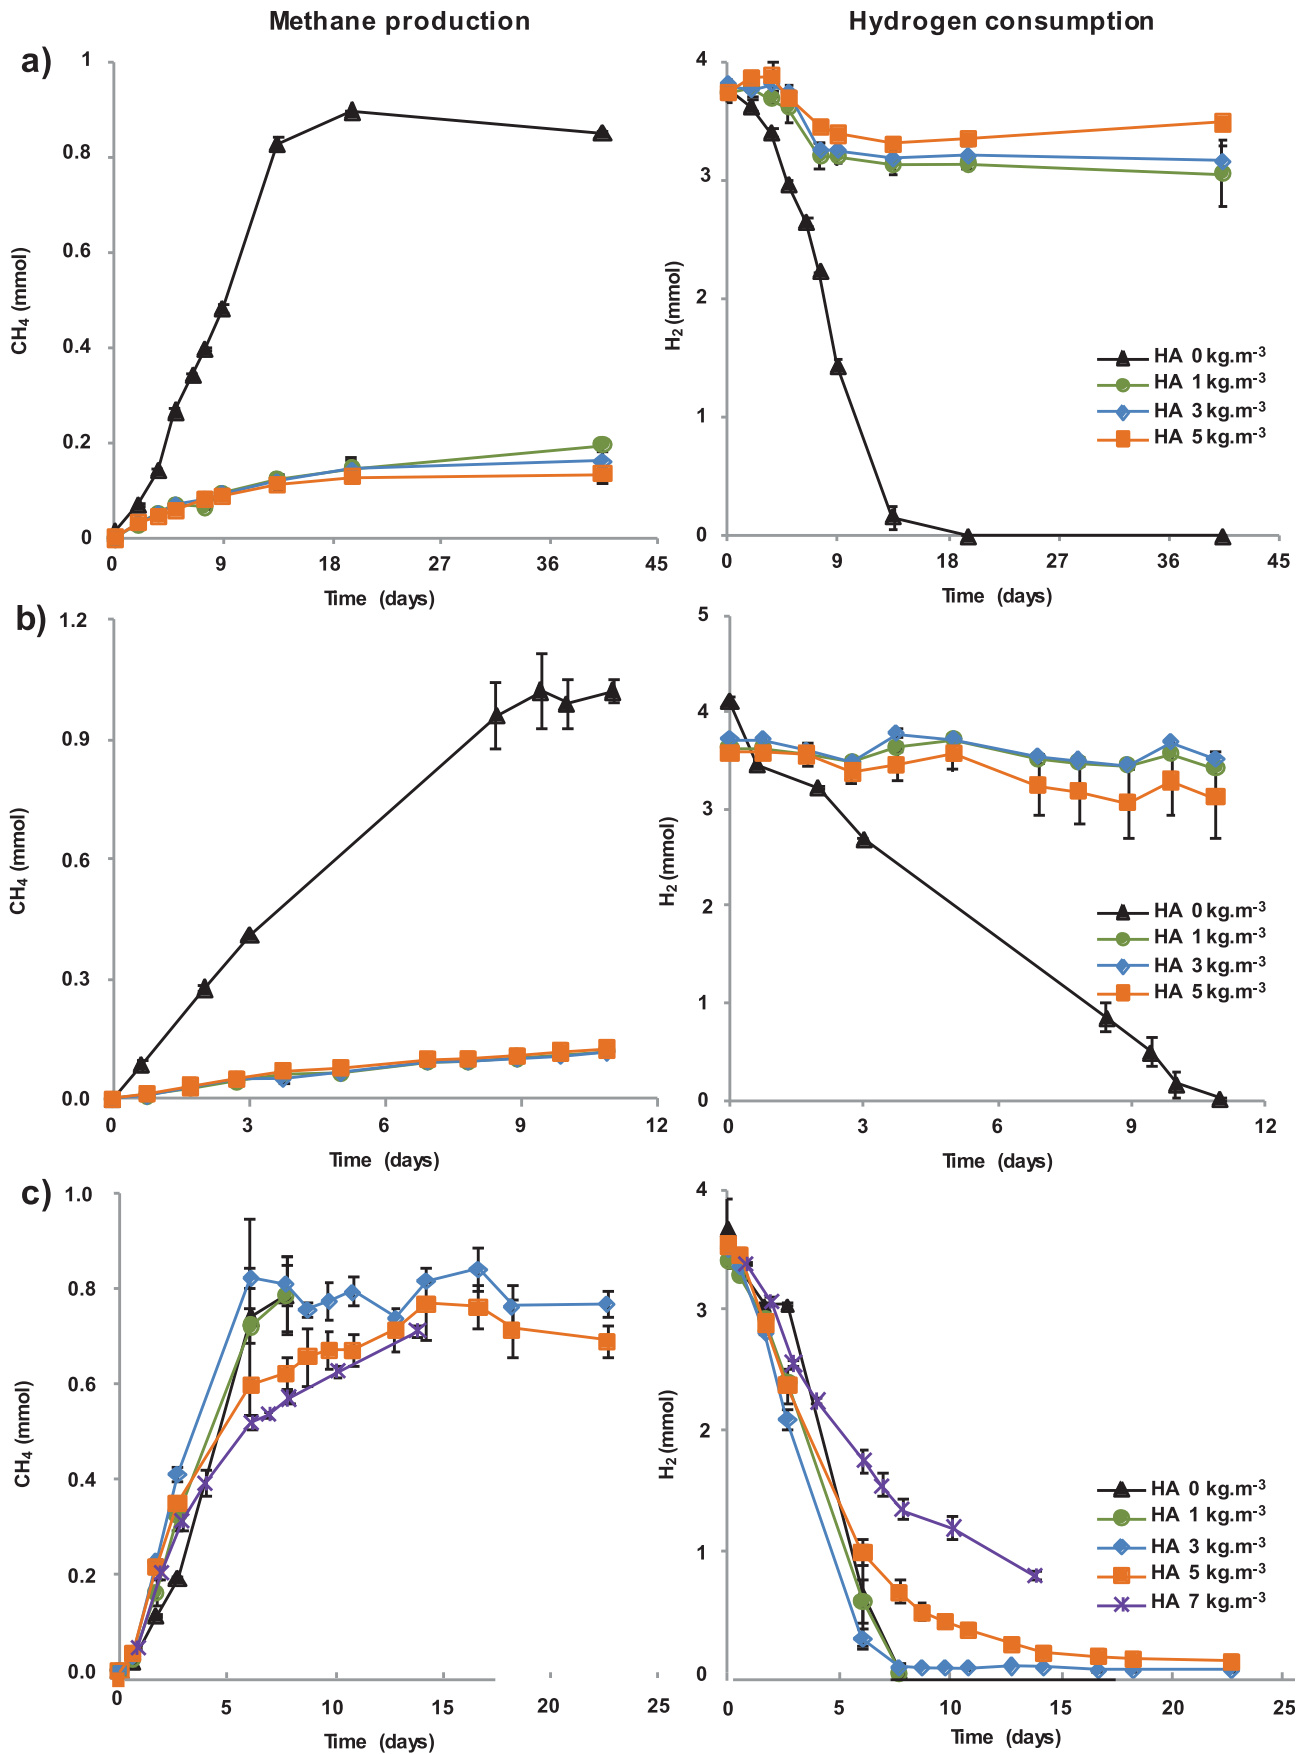 Methane production
Hydrogen consumption
a)
1
0.8
0.6
0.4
0.2
0
CH4 (mmol)
0 9 18 27 36 45
Time (days)
4
3
2
1
0
H2 (mmol)
HA 0 kg.m-3
HA 1 kg.m-3
HA 3 kg.m-3
HA 5 kg.m-3
0 9 18 27 36 45
Time (days)
b)
1.2
0.9
0.6
0.3
0.0
CH4 (mmol)
0 3 6 9 12
Time (days)
5
4
3
2
1
0
H2 (mmol)
HA 0 kg.m-3
HA 1 kg.m-3
HA 3 kg.m-3
HA 5 kg.m-3
0 3 6 9 12
Time (days)
c)
1.0
0.8
0.6
0.4
0.2
0.0
CH4 (mmol)
0 5 10 15 20 25
Time (days)
4
3
2
1
0
H2 (mmol)
HA 0 kg.m-3
HA 1 kg.m-3
HA 3 kg.m-3
HA 5 kg.m-3
HA 7 kg.m-3
0 5 10 15 20 25
Time (days)